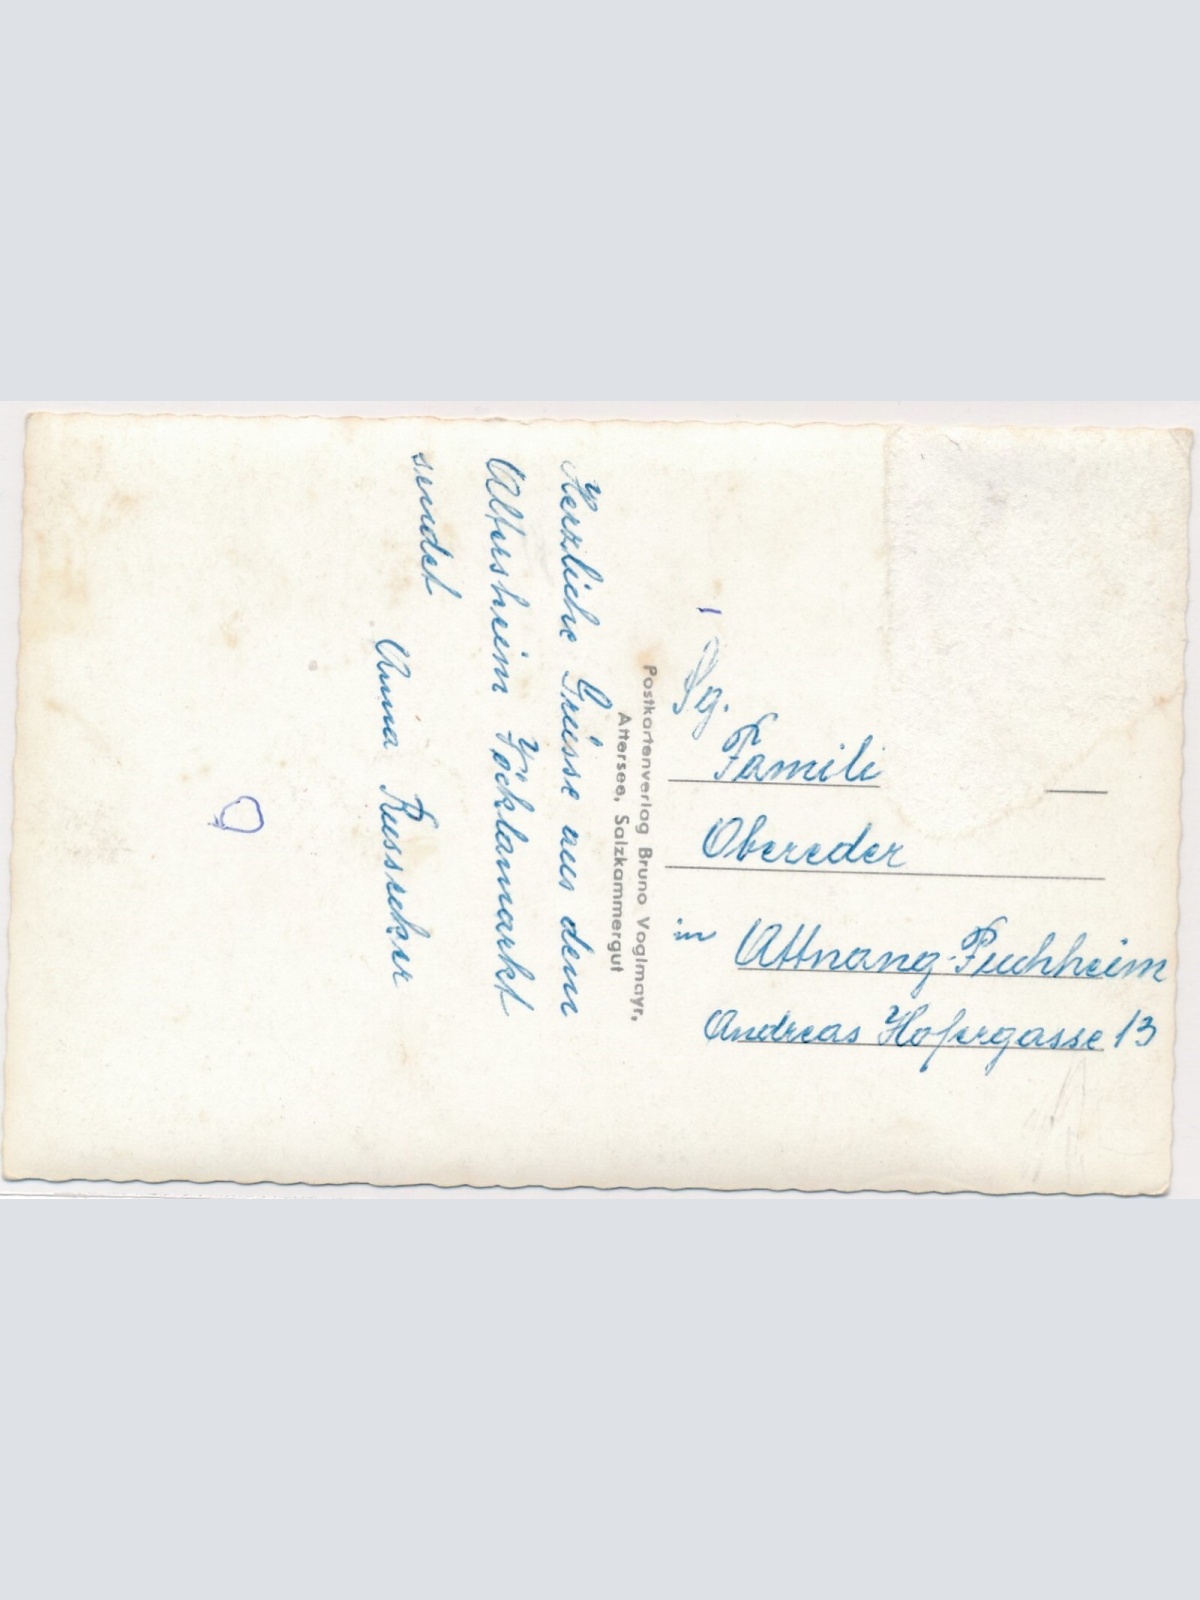 Herzliche Grüsse aus dem
Altersheim Vöcklamarkt
sendet
Anna Russecker
Postkartenverlag Bruno Voglmayr,
Attersee, Salzkammergut
Sg.
Famili
Obereder
in Attnang-Puchheim
Andreas Hofergasse 13